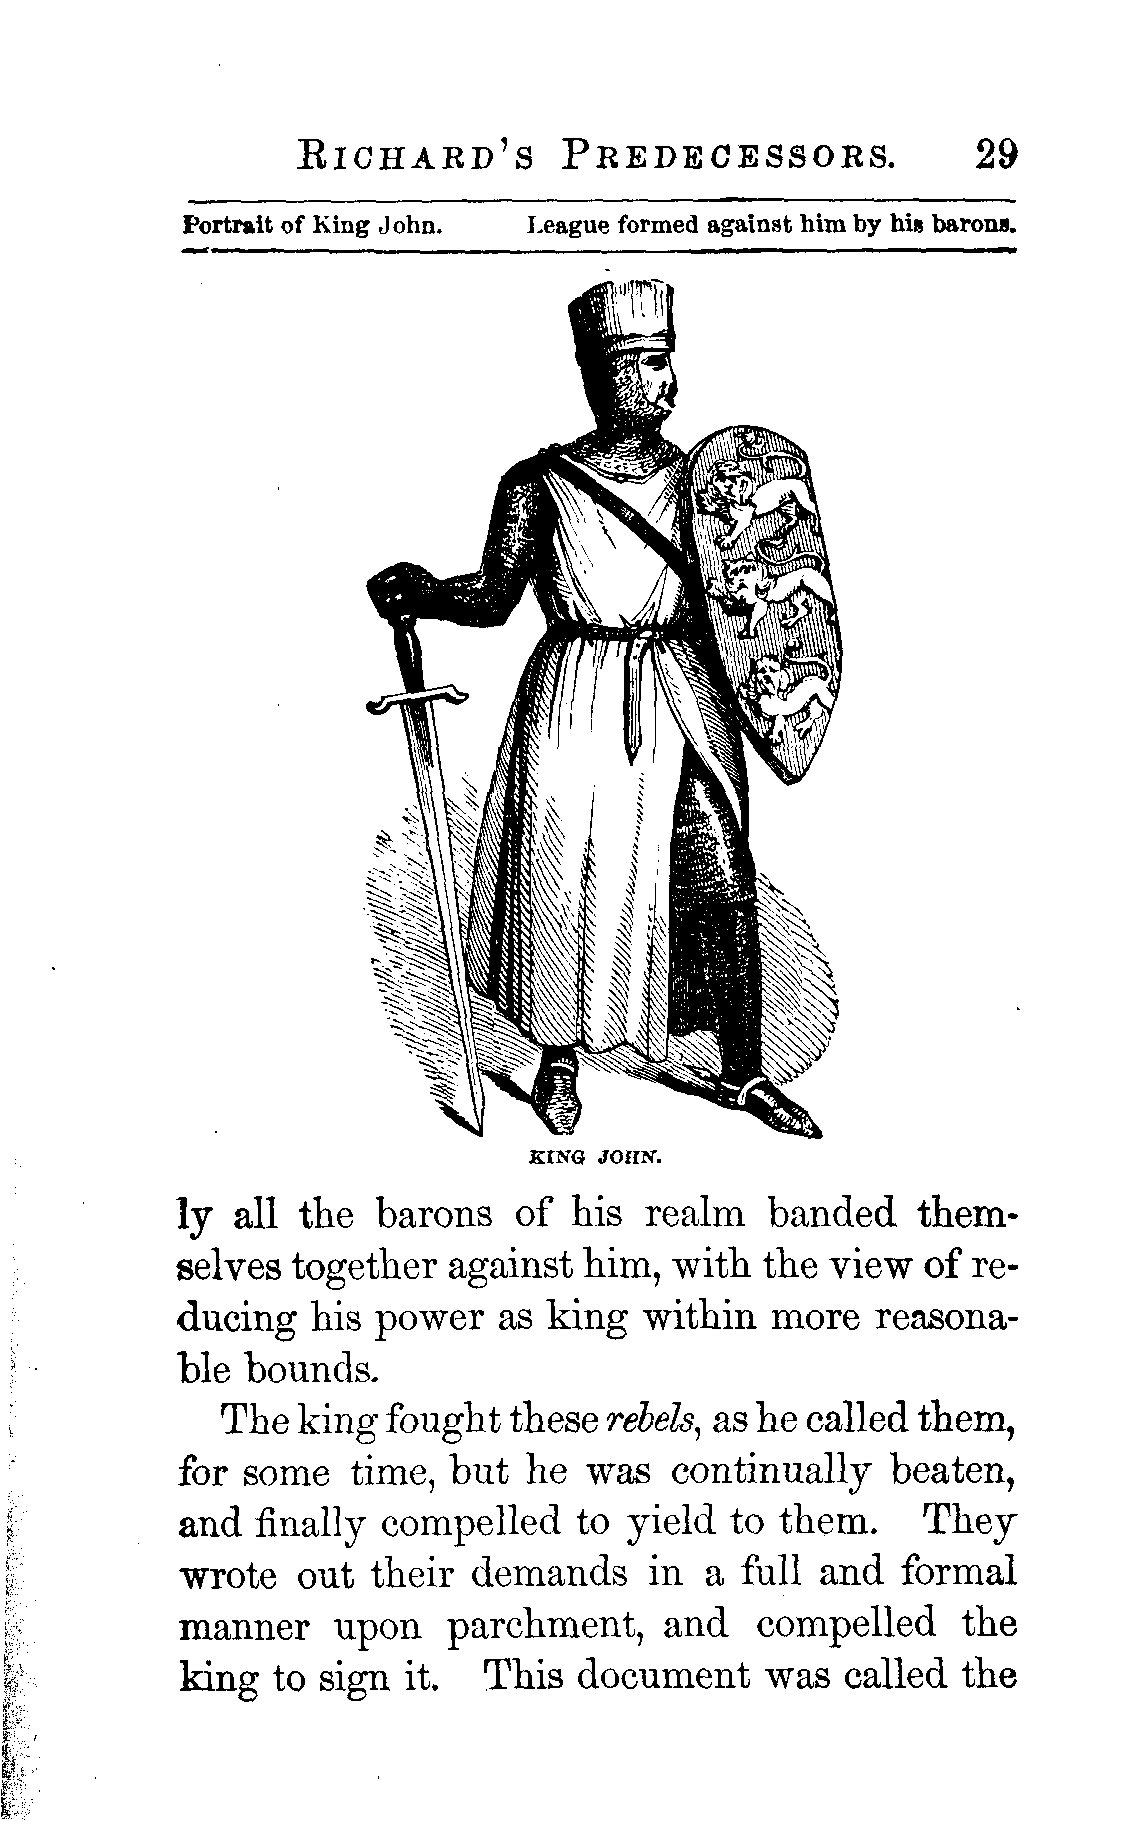 RICHARD'S PREDECESSORS. 29
Portrait of King John. League formed against him by his barons.
KING JOHN.
ly all the barons of his realm banded them-
selves together against him, with the view of re-
ducing his power as king within more reasona-
ble bounds.
The king fought these rebels, as he called them,
for some time, but he was continually beaten,
and finally compelled to yield to them. They
wrote out their demands in a full and formal
manner upon parchment, and compelled the
king to sign it. This document was called the